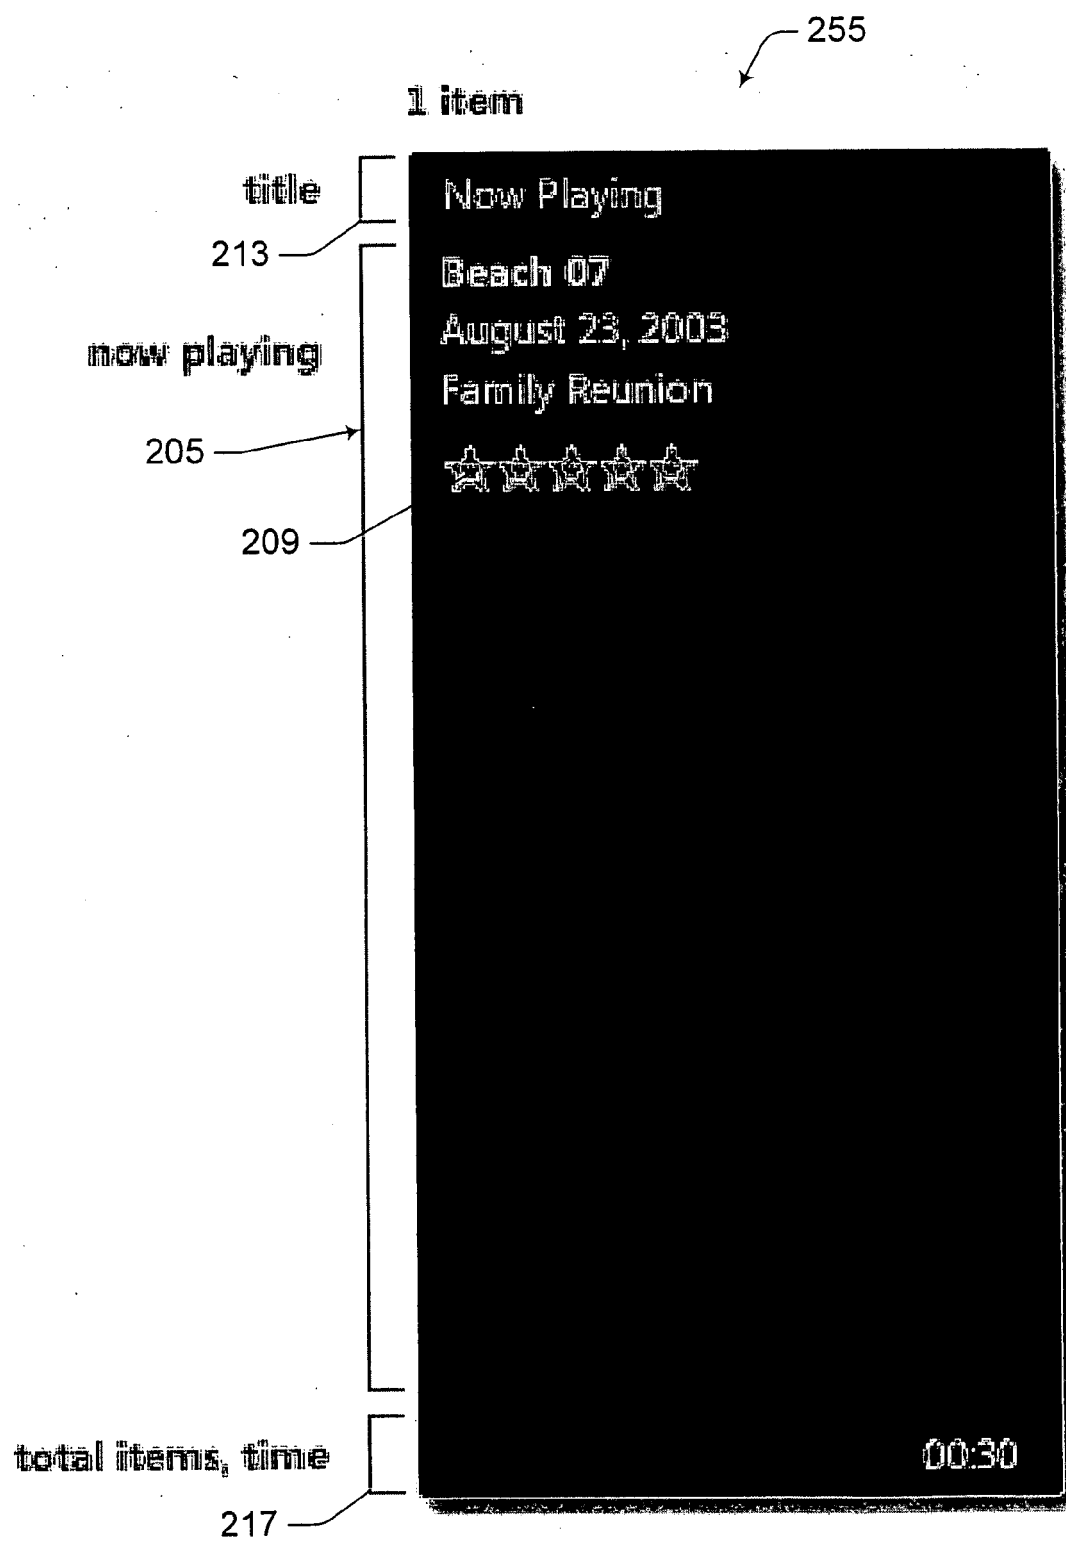 255
1 item
title
Now Playing
213
Beach 07
August 23, 2003
now playing
Family Reunion
205
209
total items, time
00:30
217